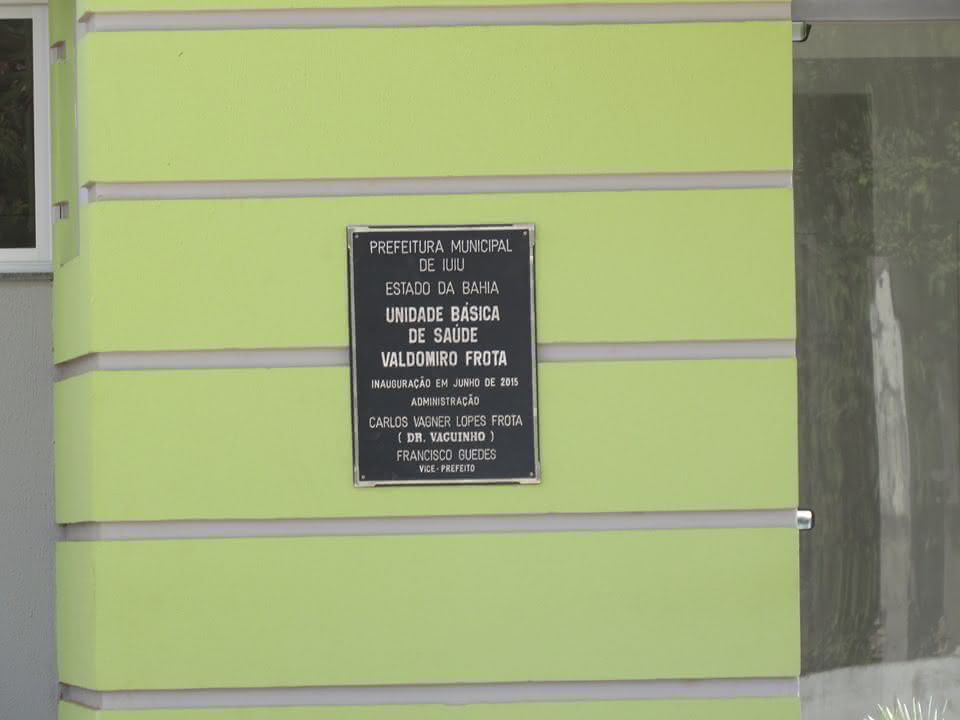 PREFEITURA MUNICIPAL
DE IUIU
ESTADO DA BAHIA
UNIDADE BÁSICA
DE SAÚDE
VALDOMIRO FROTA
INAUGURAÇÃO EM JUNHO DE 2015
ADMINISTRAÇÃO
CARLOS VAGNER LOPES FROTA
( DR. VAGUINHO )
FRANCISCO GUEDES
VICE - PREFEITO